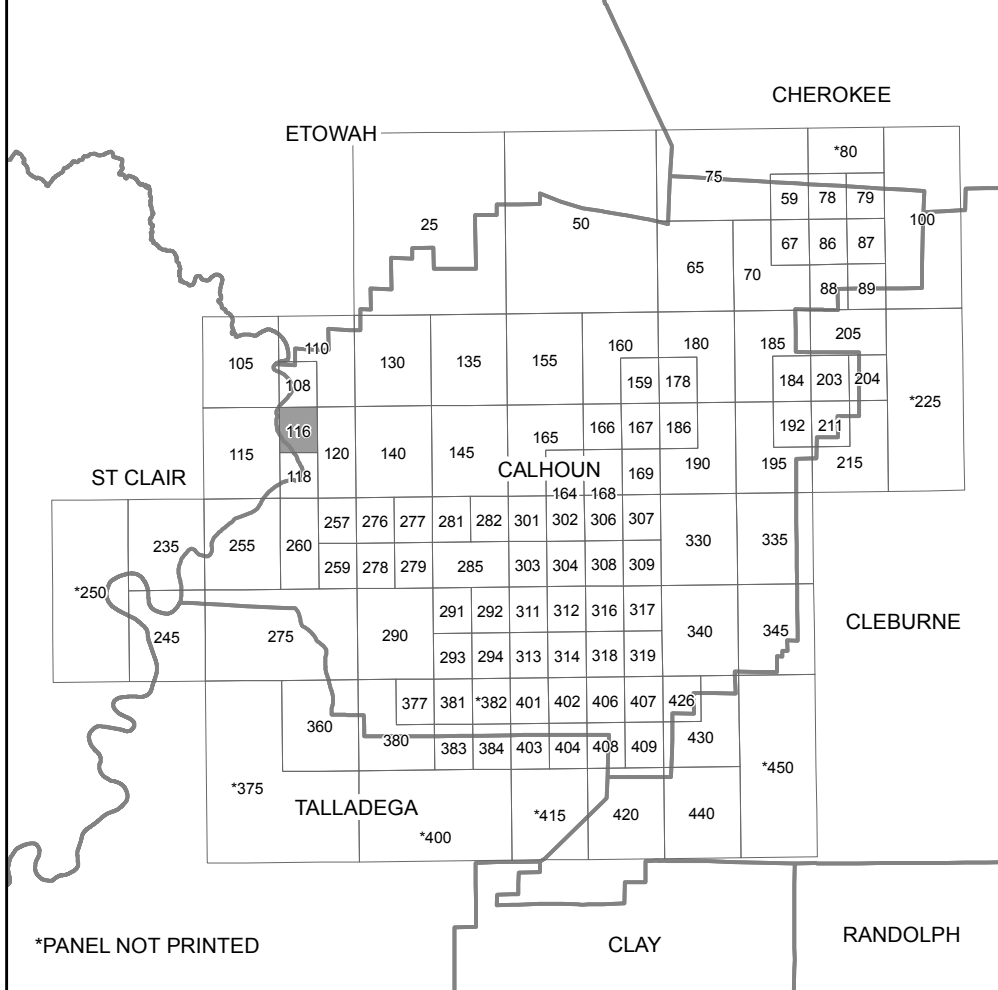 CHEROKEE
ETOWAH
*80
75
59 78 79
25 50 100
67 86 87
65 70
88 89
110 205
105 130 135 155 160 180 185
108 159 178 184 203 204
*225
116 166 167 186 192 211
115 120 140 145 165
ST CLAIR 118 CALHOUN 169 190 195 215
164 168
257 276 277 281 282 301 302 306 307
235 255 260 330 335
259 278 279 285 303 304 308 309
*250
291 292 311 312 316 317
245 275 290 340 345 CLEBURNE
293 294 313 314 318 319
377 381 *382 401 402 406 407 426
360
380 383 384 403 404 408 409 430
*450
*375
TALLADEGA *415 420 440
*400
*PANEL NOT PRINTED CLAY RANDOLPH